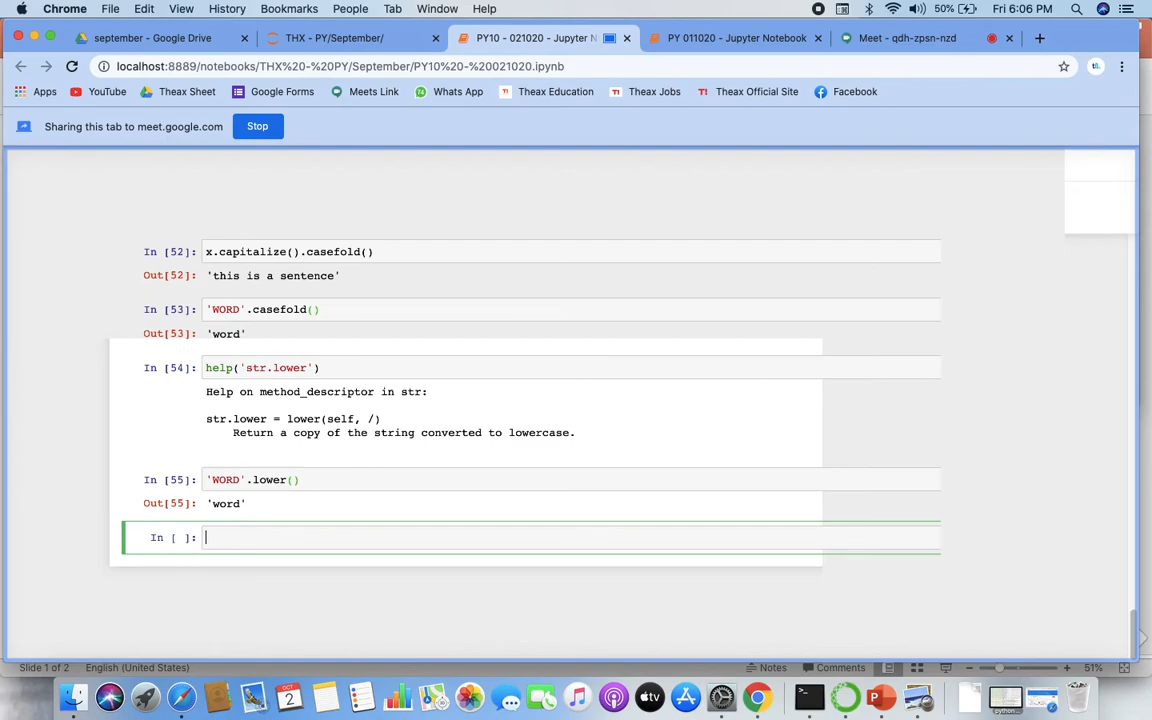 Chrome File Edit View History Bookmarks People Tab Window Help 50% Fri 6:06 PM
september - Google Drive THX - PY/September/ PY10 - 021020 - Jupyter N PY 011020 - Jupyter Notebook Meet - qdh-zpsn-nzd
localhost:8889/notebooks/THX%20-%20PY/September/PY10%20-%20021020.ipynb
Apps YouTube Theax Sheet Google Forms Meets Link Whats App Theax Education Theax Jobs Theax Official Site Facebook
Sharing this tab to meet.google.com Stop
In [52]: x.capitalize().casefold()
Out[52]: 'this is a sentence'
In [53]: 'WORD'.casefold()
Out[53]: 'word'
In [54]: help('str.lower')
Help on method_descriptor in str:
str.lower = lower(self, /)
Return a copy of the string converted to lowercase.
In [55]: 'WORD'.lower()
Out[55]: 'word'
In [ ]:
Slide 1 of 2 English (United States) Notes Comments 51%
OCT
2